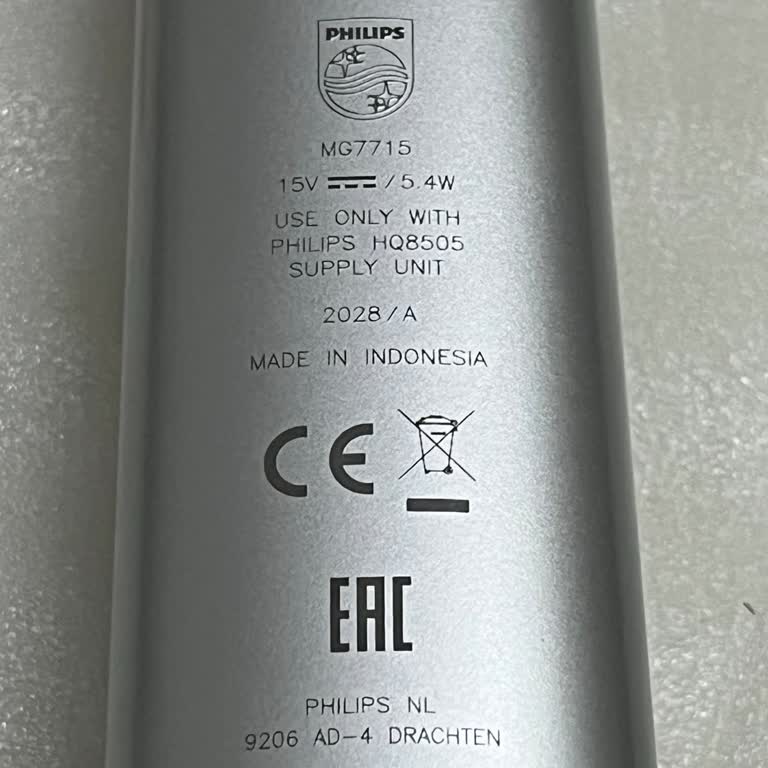 PHILIPS
MG7715
15V ⎓ / 5.4W
USE ONLY WITH
PHILIPS HQ8505
SUPPLY UNIT
2028/A
MADE IN INDONESIA
CE
EAC
PHILIPS NL
9206 AD-4 DRACHTEN